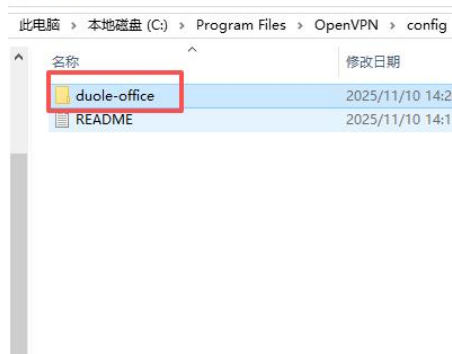 此电脑 > 本地磁盘 (C:) > Program Files > OpenVPN > config
名称 修改日期
duole-office 2025/11/10 14:2
README 2025/11/10 14:1